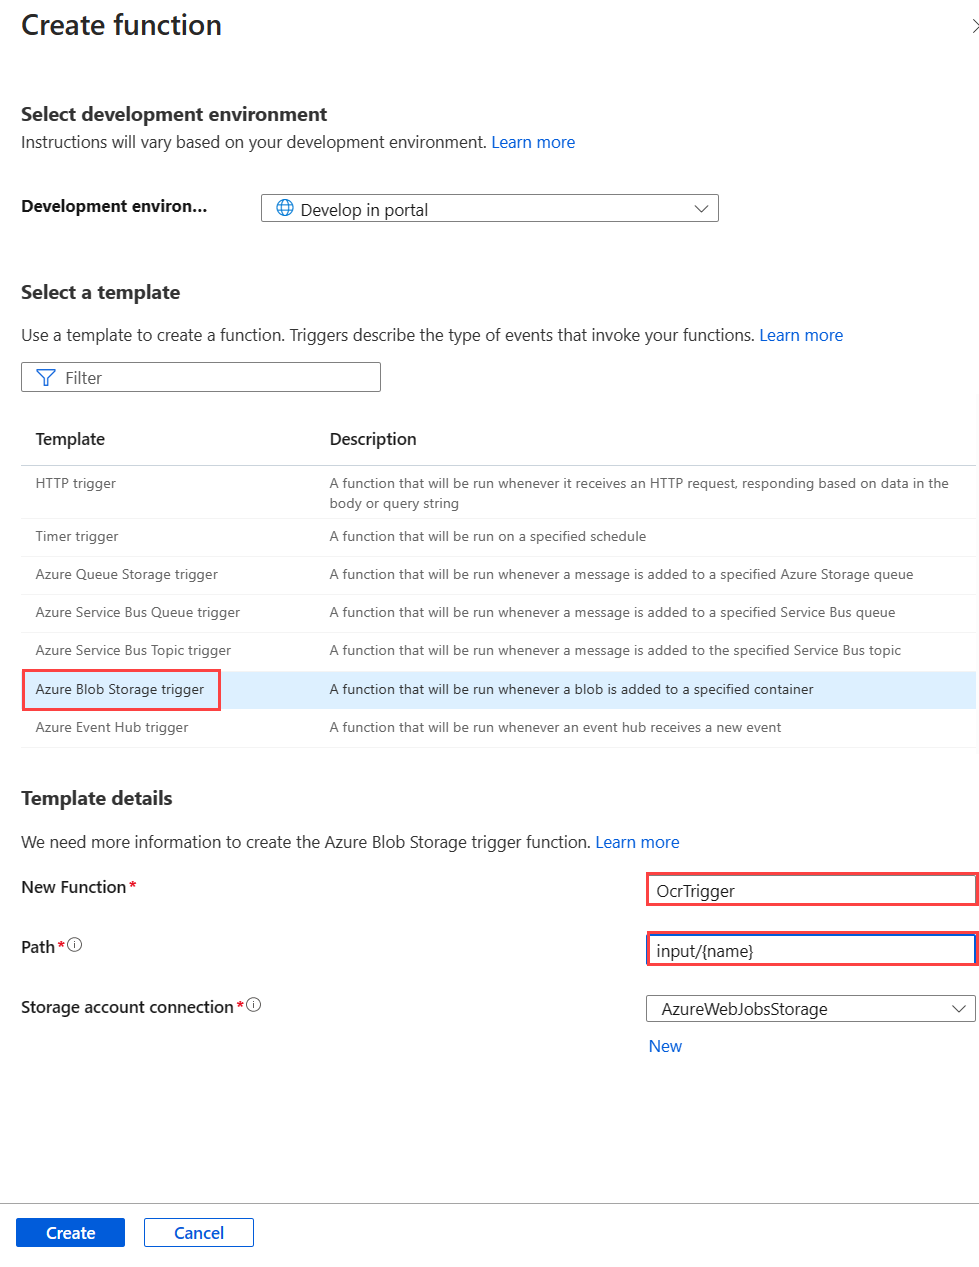 Create function
Select development environment
Instructions will vary based on your development environment. Learn more
Development environ... Develop in portal
Select a template
Use a template to create a function. Triggers describe the type of events that invoke your functions. Learn more
Filter
Template Description
HTTP trigger A function that will be run whenever it receives an HTTP request, responding based on data in the
body or query string
Timer trigger A function that will be run on a specified schedule
Azure Queue Storage trigger A function that will be run whenever a message is added to a specified Azure Storage queue
Azure Service Bus Queue trigger A function that will be run whenever a message is added to a specified Service Bus queue
Azure Service Bus Topic trigger A function that will be run whenever a message is added to the specified Service Bus topic
Azure Blob Storage trigger A function that will be run whenever a blob is added to a specified container
Azure Event Hub trigger A function that will be run whenever an event hub receives a new event
Template details
We need more information to create the Azure Blob Storage trigger function. Learn more
New Function* OcrTrigger
Path* input/{name}
Storage account connection* AzureWebJobsStorage
New
Create Cancel